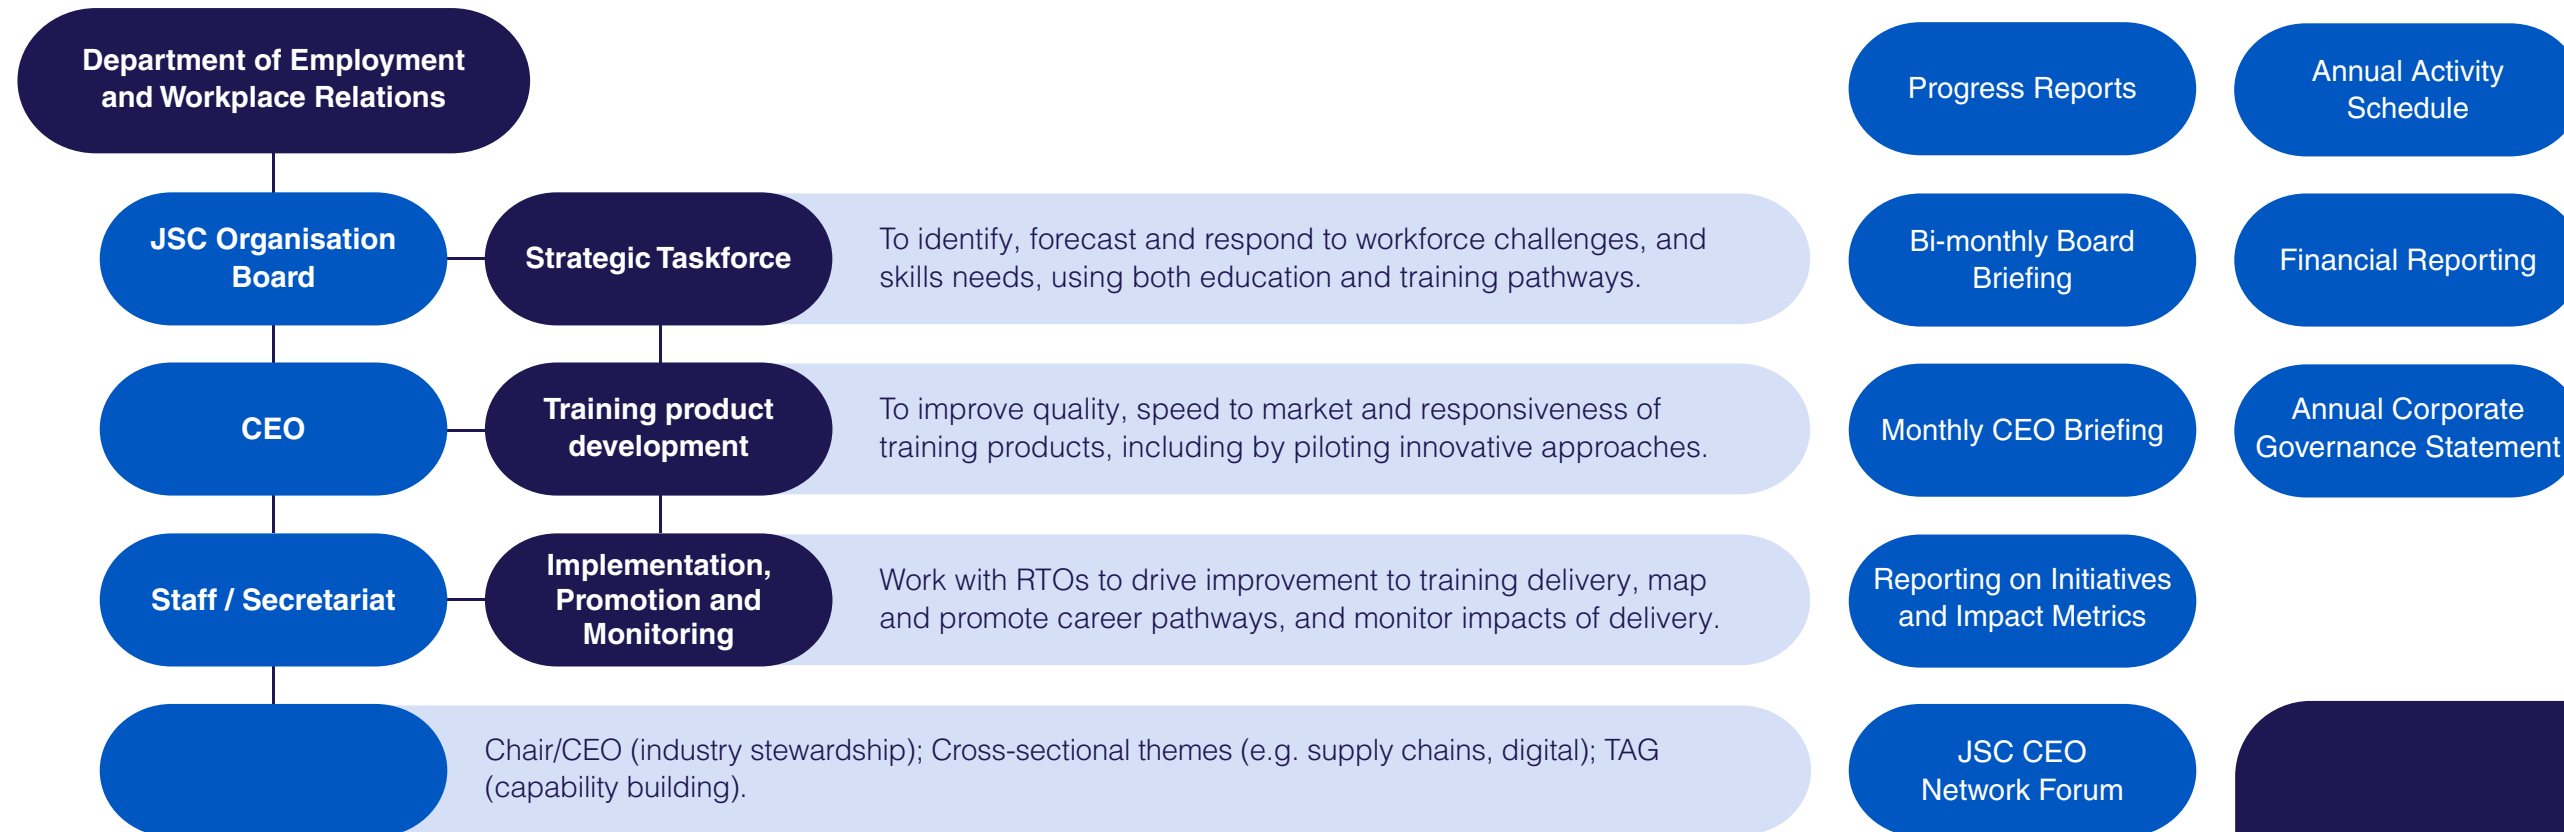 Department of Employment
and Workplace Relations
Progress Reports
Annual Activity
Schedule
JSC Organisation
Board
Strategic Taskforce
To identify, forecast and respond to workforce challenges, and
skills needs, using both education and training pathways.
Bi-monthly Board
Briefing
Financial Reporting
CEO
Training product
development
To improve quality, speed to market and responsiveness of
training products, including by piloting innovative approaches.
Monthly CEO Briefing
Annual Corporate
Governance Statement
Staff / Secretariat
Implementation,
Promotion and
Monitoring
Work with RTOs to drive improvement to training delivery, map
and promote career pathways, and monitor impacts of delivery.
Reporting on Initiatives
and Impact Metrics
Chair/CEO (industry stewardship); Cross-sectional themes (e.g. supply chains, digital); TAG
(capability building).
JSC CEO
Network Forum